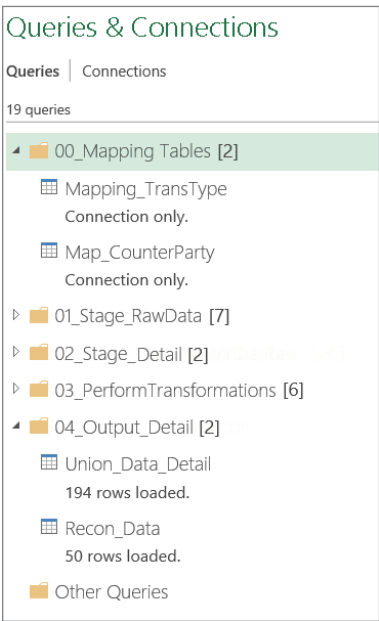 Queries & Connections
Queries | Connections
19 queries
00_Mapping Tables [2]
Mapping_TransType
Connection only.
Map_CounterParty
Connection only.
01_Stage_RawData [7]
02_Stage_Detail [2]
03_PerformTransformations [6]
04_Output_Detail [2]
Union_Data_Detail
194 rows loaded.
Recon_Data
50 rows loaded.
Other Queries